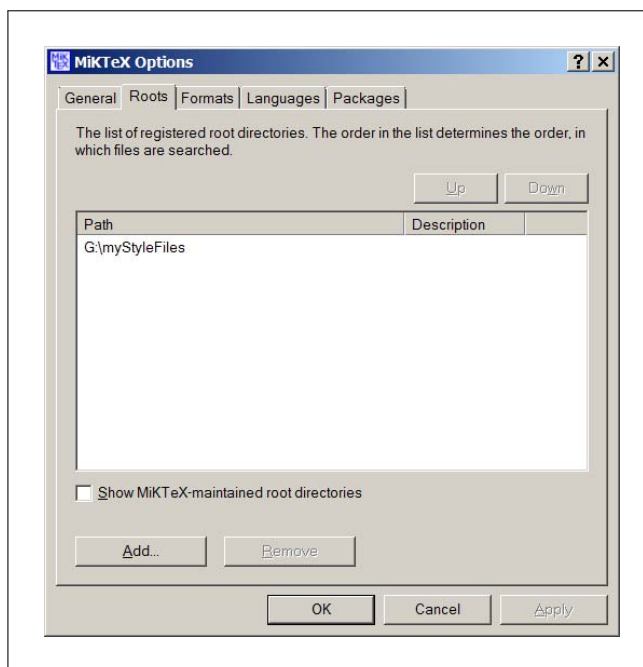 MiKTeX Options
General Roots Formats Languages Packages
The list of registered root directories. The order in the list determines the order, in
which files are searched.
Up Down
Path Description
G:\myStyleFiles
Show MiKTeX-maintained root directories
Add... Remove
OK Cancel Apply